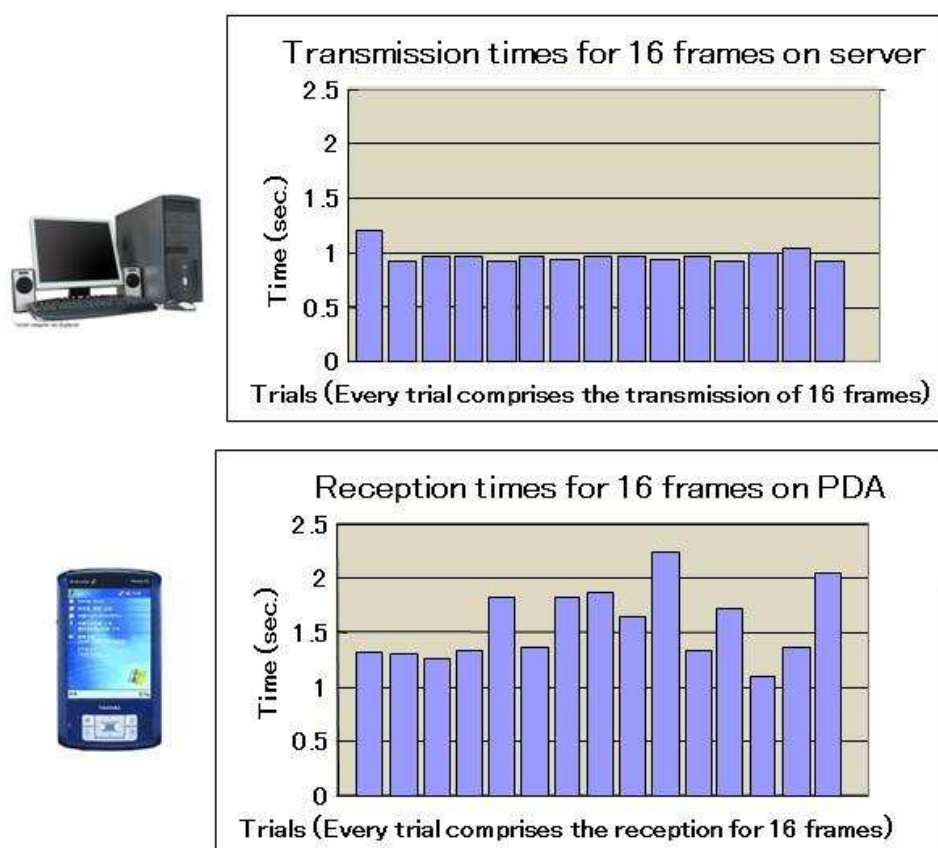 Transmission times for 16 frames on server
2.5
2
1.5
1
0.5
0
Time (sec.)
Trials (Every trial comprises the transmission of 16 frames)
Reception times for 16 frames on PDA
2.5
2
1.5
1
0.5
0
Time (sec.)
TOSHIBA
Trials (Every trial comprises the reception for 16 frames)